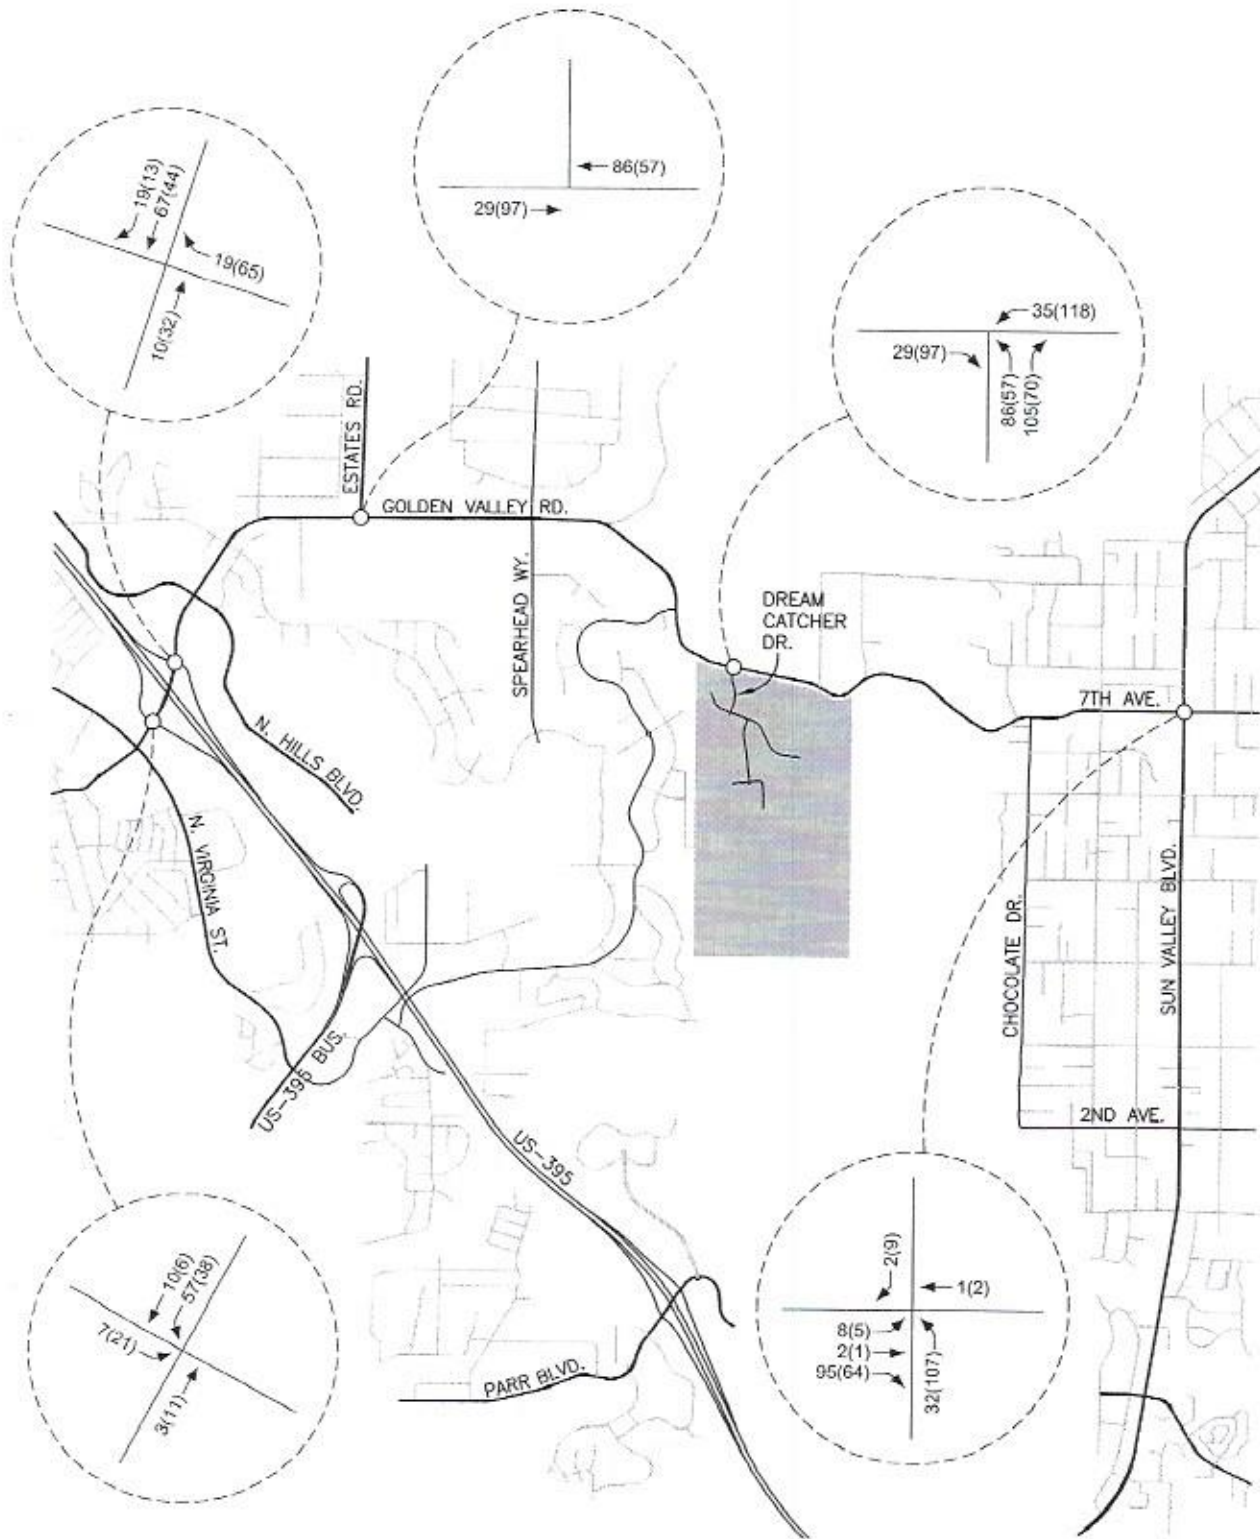 19(13)
67(44)
19(65)
10(32)
86(57)
29(97)
35(118)
29(97)
86(57)
105(70)
ESTATES RD.
GOLDEN VALLEY RD.
SPEARHEAD WY.
DREAM
CATCHER
DR.
7TH AVE.
N. HILLS BLVD.
N. VIRGINIA ST.
CHOCOLATE DR.
SUN VALLEY BLVD.
US-395 BUS.
2ND AVE.
US-395
PARR BLVD.
10(6)
57(38)
7(21)
3(11)
2(9)
1(2)
8(5)
2(1)
95(64)
32(107)